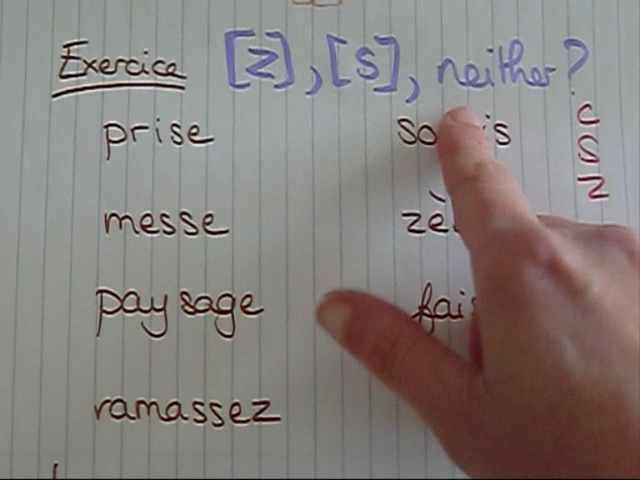 Exercice [z], [s], neither?
prise
c
s
z
messe
paysage
ramassez